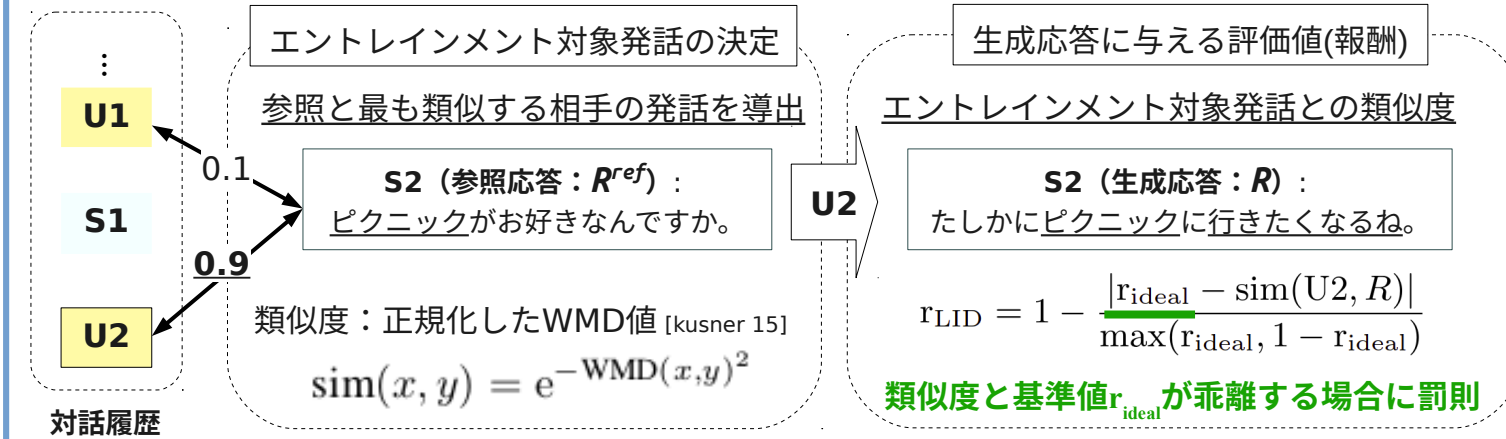 ⋮
U1
S1
U2
対話履歴
0.1
0.9
エントレインメント対象発話の決定
参照と最も類似する相手の発話を導出
S2（参照応答：R^ref）:
ピクニックがお好きなんですか。
類似度：正規化したWMD値 [kusner 15]
sim(x, y) = e^{-WMD(x,y)^2}
U2
生成応答に与える評価値(報酬)
エントレインメント対象発話との類似度
S2（生成応答：R）:
たしかにピクニックに行きたくなるね。
r_LID = 1 − |r_ideal − sim(U2, R)| / max(r_ideal, 1 − r_ideal)
類似度と基準値r_idealが乖離する場合に罰則